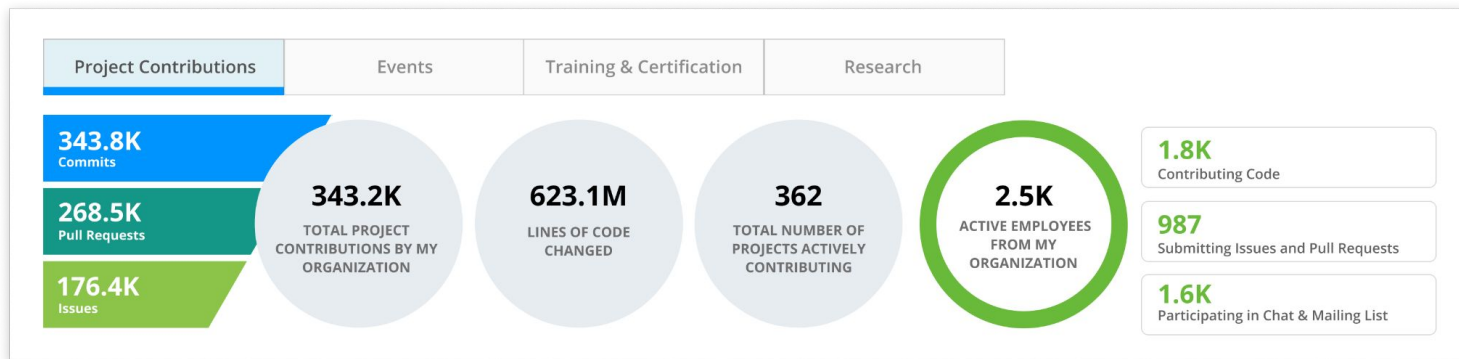 Project Contributions
Events
Training & Certification
Research
343.8K
Commits
268.5K
Pull Requests
176.4K
Issues
343.2K
TOTAL PROJECT
CONTRIBUTIONS BY MY
ORGANIZATION
623.1M
LINES OF CODE
CHANGED
362
TOTAL NUMBER OF
PROJECTS ACTIVELY
CONTRIBUTING
2.5K
ACTIVE EMPLOYEES
FROM MY
ORGANIZATION
1.8K
Contributing Code
987
Submitting Issues and Pull Requests
1.6K
Participating in Chat & Mailing List